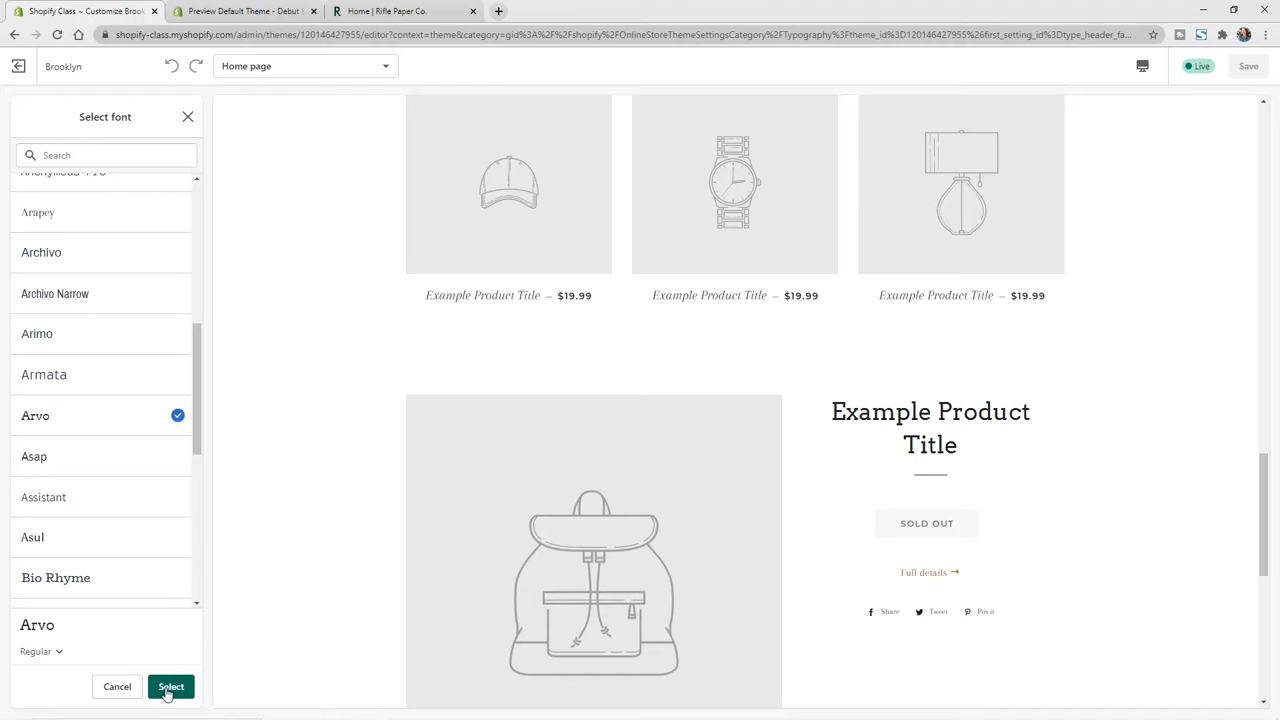 Shopify Class ~ Customize Brook
Preview Default Theme - Debut E
Home | Rifle Paper Co.
shopify-class.myshopify.com/admin/themes/120146427955/editor?context=theme&category=gid%3A%2F%2Fshopify%2FOnlineStoreThemeSettingsCategory%2FTypography%3Ftheme_id%3D120146427955%26first_setting_id%3Dtype_header_fa...
Brooklyn
Home page
Live
Save
Select font
Search
Anonymous Pro
Arapey
Archivo
Archivo Narrow
Arimo
Armata
Arvo
Asap
Assistant
Asul
Bio Rhyme
Arvo
Regular
Cancel
Select
Example Product Title — $19.99
Example Product Title — $19.99
Example Product Title — $19.99
Example Product
Title
SOLD OUT
Full details →
Share Tweet Pin it